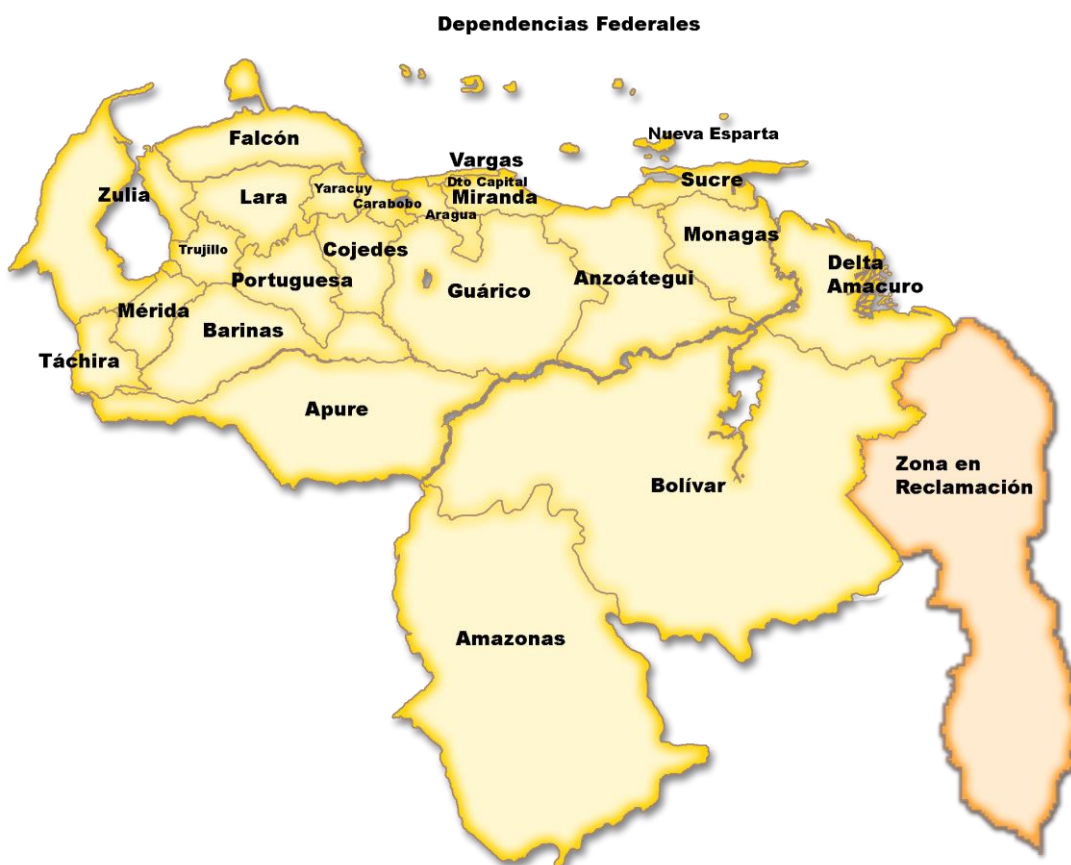 Dependencias Federales
Nueva Esparta
Falcón
Vargas
Zulia
Lara
Yaracuy
Carabobo
Dto Capital
Miranda
Aragua
Sucre
Trujillo
Cojedes
Monagas
Portuguesa
Guárico
Anzoátegui
Delta
Amacuro
Mérida
Barinas
Táchira
Apure
Bolívar
Zona en
Reclamación
Amazonas